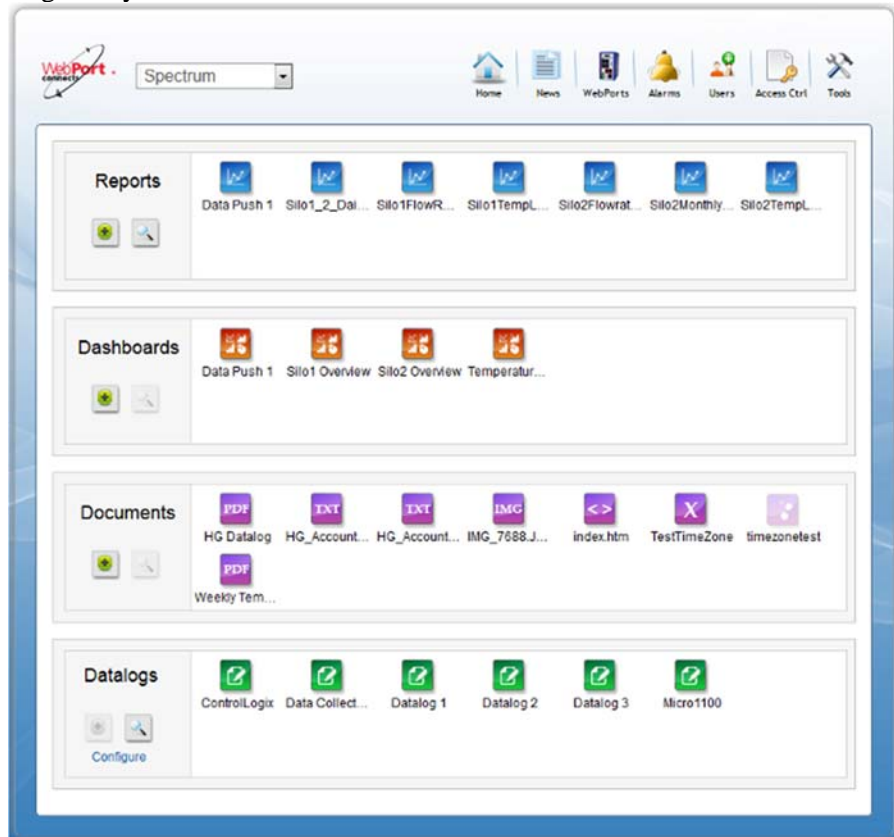 WebPort .
connects
Spectrum
Home News WebPorts Alarms Users Access Ctrl Tools
Reports
Data Push 1 Silo1_2_Dai... Silo1FlowR... Silo1TempL... Silo2Flowrat... Silo2Monthly... Silo2TempL...
Dashboards
Data Push 1 Silo1 Overview Silo2 Overview Temperatur...
Documents
PDF TXT TXT IMG <> X
HG Datalog HG_Account... HG_Account... IMG_7688.J... index.htm TestTimeZone timezonetest
PDF
Weekly Tem...
Datalogs
ControlLogix Data Collect... Datalog 1 Datalog 2 Datalog 3 Micro1100
Configure